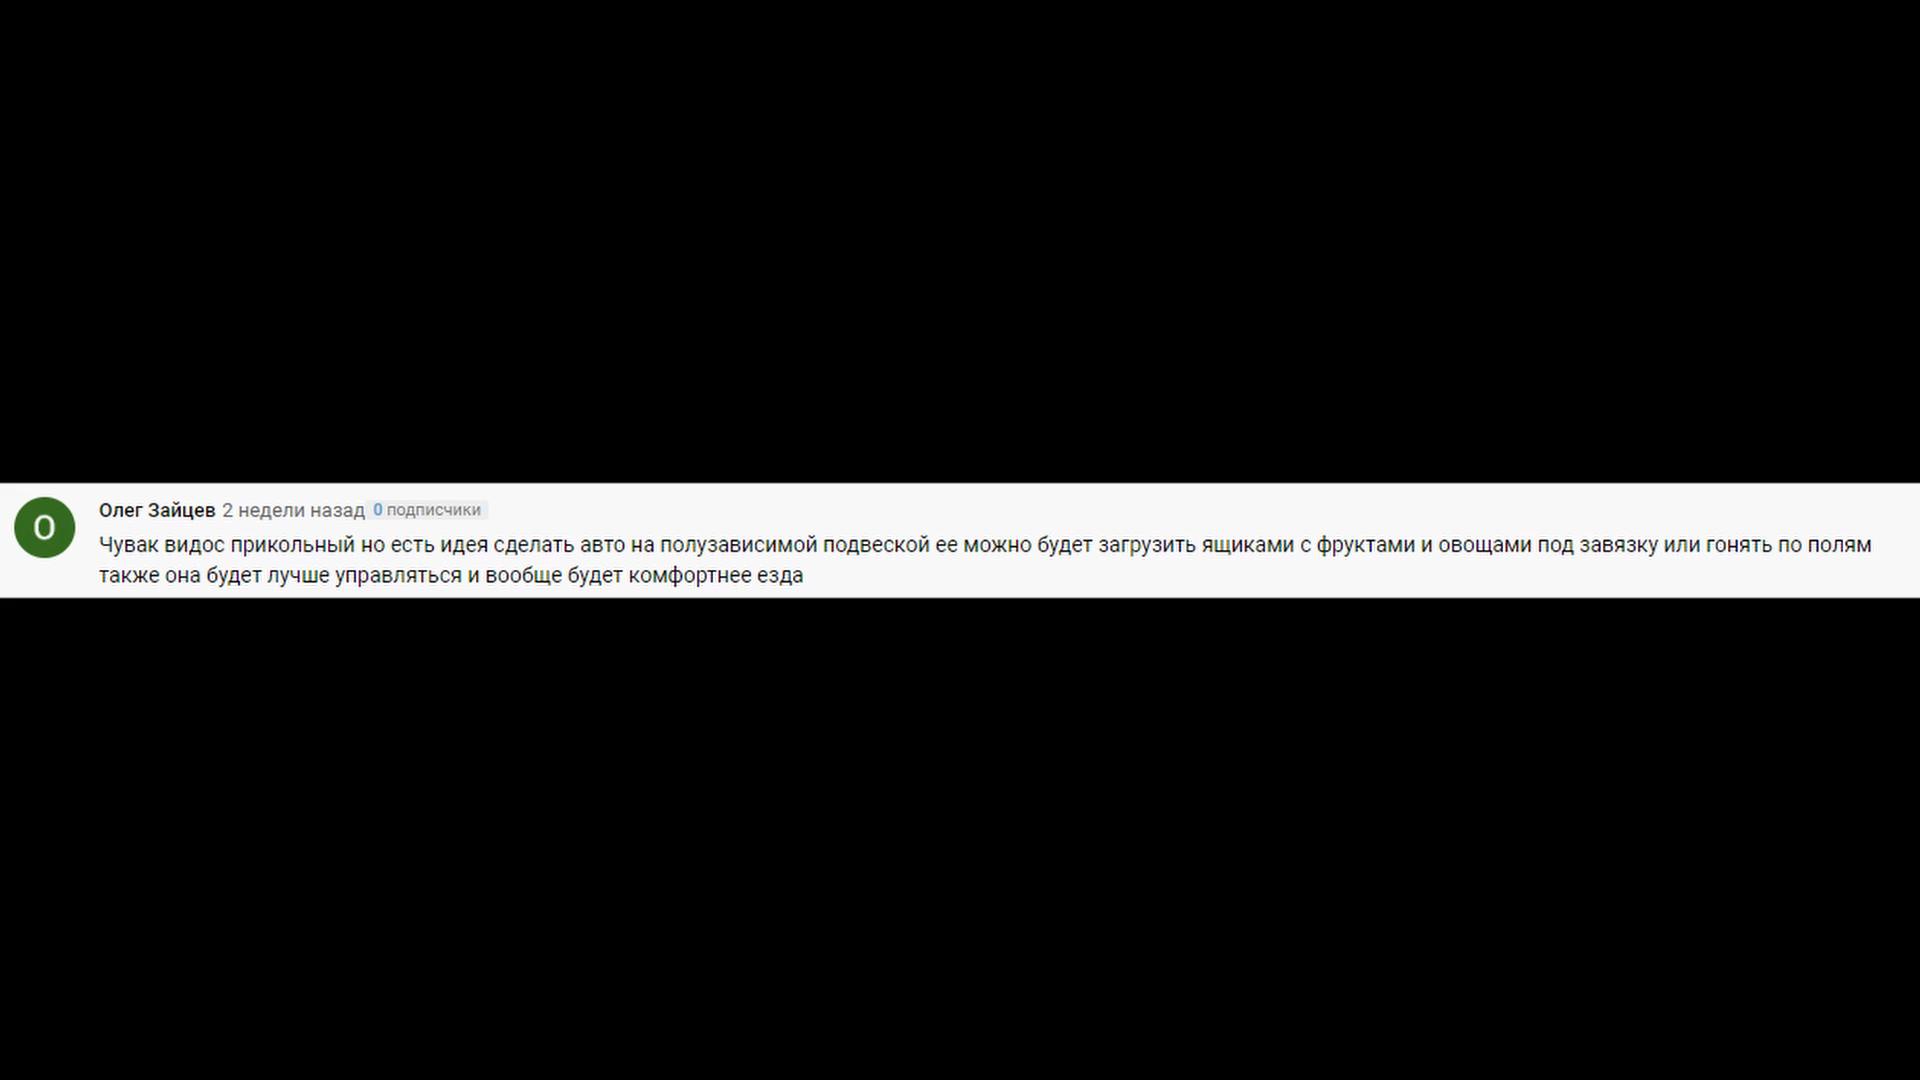 О
Олег Зайцев 2 недели назад 0 подписчики
Чувак видос прикольный но есть идея сделать авто на полузависимой подвеской ее можно будет загрузить ящиками с фруктами и овощами под завязку или гонять по полям
также она будет лучше управляться и вообще будет комфортнее езда